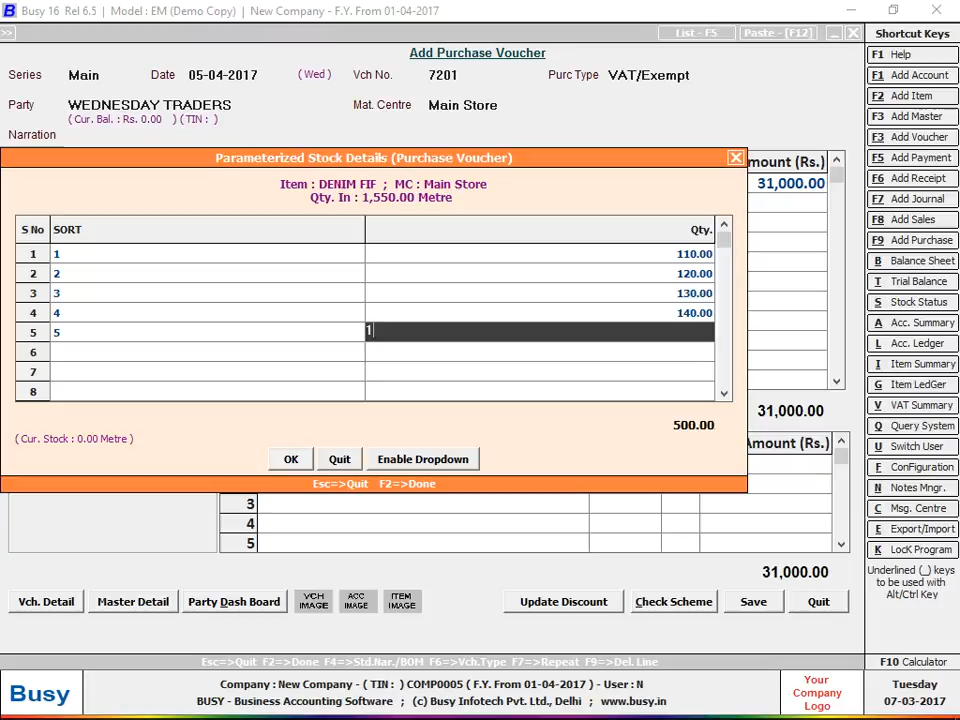 Busy 16 Rel 6.5 | Model : EM (Demo Copy) | New Company - F.Y. From 01-04-2017
>> List - F5 Paste - [F12] Shortcut Keys
Add Purchase Voucher
Series Main Date 05-04-2017 ( Wed ) Vch No. 7201 Purc Type VAT/Exempt
Party WEDNESDAY TRADERS Mat. Centre Main Store
( Cur. Bal. : Rs. 0.00 ) ( TIN : )
Narration
Parameterized Stock Details (Purchase Voucher)
mount (Rs.)
31,000.00
Item : DENIM FIF ; MC : Main Store
Qty. In : 1,550.00 Metre
S No SORT Qty.
1 1 110.00
2 2 120.00
3 3 130.00
4 4 140.00
5 5 1
6
7
8
500.00
31,000.00
( Cur. Stock : 0.00 Metre )
OK Quit Enable Dropdown
Esc=>Quit F2=>Done
Amount (Rs.)
3
4
5
31,000.00
Vch. Detail Master Detail Party Dash Board VCH IMAGE ACC IMAGE ITEM IMAGE Update Discount Check Scheme Save Quit
Esc=>Quit F2=>Done F4=>Std.Nar./BOM F6=>Vch.Type F7=>Repeat F9=>Del. Line
F1 Help
F1 Add Account
F2 Add Item
F3 Add Master
F3 Add Voucher
F5 Add Payment
F6 Add Receipt
F7 Add Journal
F8 Add Sales
F9 Add Purchase
B Balance Sheet
T Trial Balance
S Stock Status
A Acc. Summary
L Acc. Ledger
I Item Summary
G Item LedGer
V VAT Summary
Q Query System
U Switch User
F ConFiguration
N Notes Mngr.
C Msg. Centre
E Export/Import
K LocK Program
Underlined (_) keys
to be used with
Alt/Ctrl Key
F10 Calculator
Busy
Company : New Company - ( TIN : ) COMP0005 ( F.Y. From 01-04-2017 ) - User : N
BUSY - Business Accounting Software ; (c) Busy Infotech Pvt. Ltd., Delhi ; www.busy.in
Your
Company
Logo
Tuesday
07-03-2017